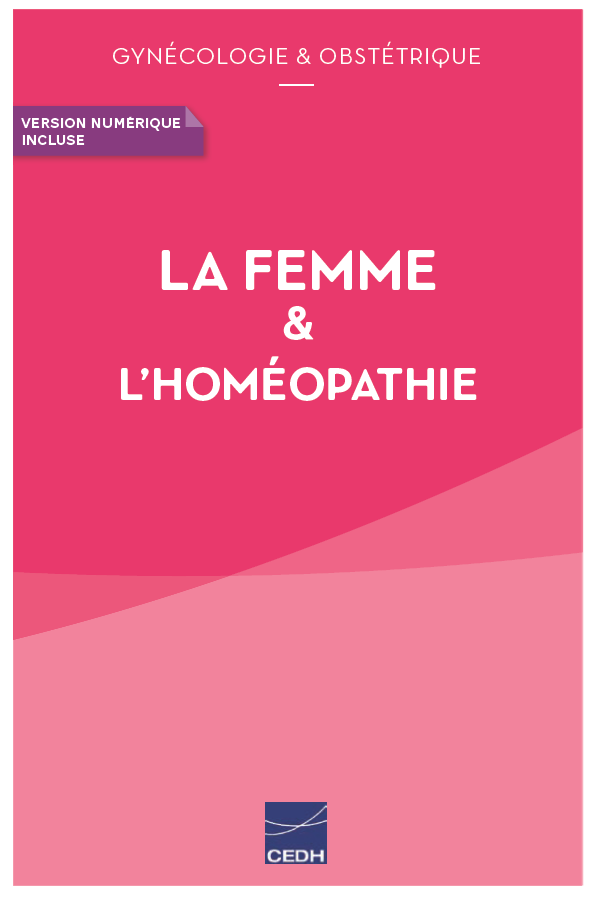 GYNÉCOLOGIE & OBSTÉTRIQUE
VERSION NUMÉRIQUE
INCLUSE
LA FEMME
&
L'HOMÉOPATHIE
CEDH